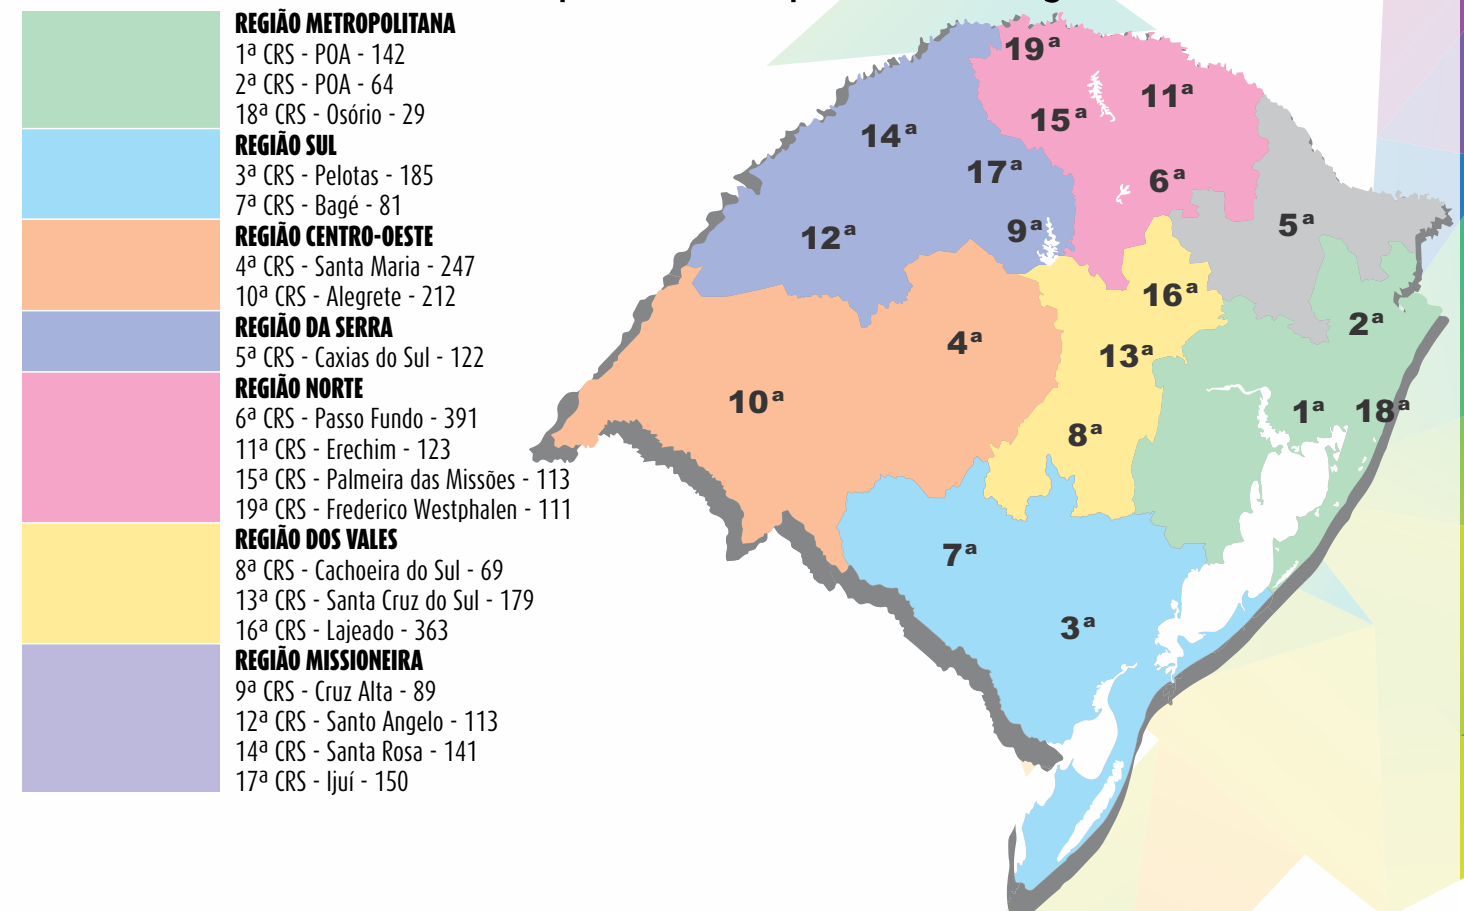 REGIÃO METROPOLITANA
1ª CRS - POA - 142
2ª CRS - POA - 64
18ª CRS - Osório - 29
REGIÃO SUL
3ª CRS - Pelotas - 185
7ª CRS - Bagé - 81
REGIÃO CENTRO-OESTE
4ª CRS - Santa Maria - 247
10ª CRS - Alegrete - 212
REGIÃO DA SERRA
5ª CRS - Caxias do Sul - 122
REGIÃO NORTE
6ª CRS - Passo Fundo - 391
11ª CRS - Erechim - 123
15ª CRS - Palmeira das Missões - 113
19ª CRS - Frederico Westphalen - 111
REGIÃO DOS VALES
8ª CRS - Cachoeira do Sul - 69
13ª CRS - Santa Cruz do Sul - 179
16ª CRS - Lajeado - 363
REGIÃO MISSIONEIRA
9ª CRS - Cruz Alta - 89
12ª CRS - Santo Angelo - 113
14ª CRS - Santa Rosa - 141
17ª CRS - Ijuí - 150
19ª
11ª
15ª
14ª
17ª
6ª
5ª
9ª
12ª
16ª
2ª
4ª
13ª
10ª
1ª
18ª
8ª
7ª
3ª